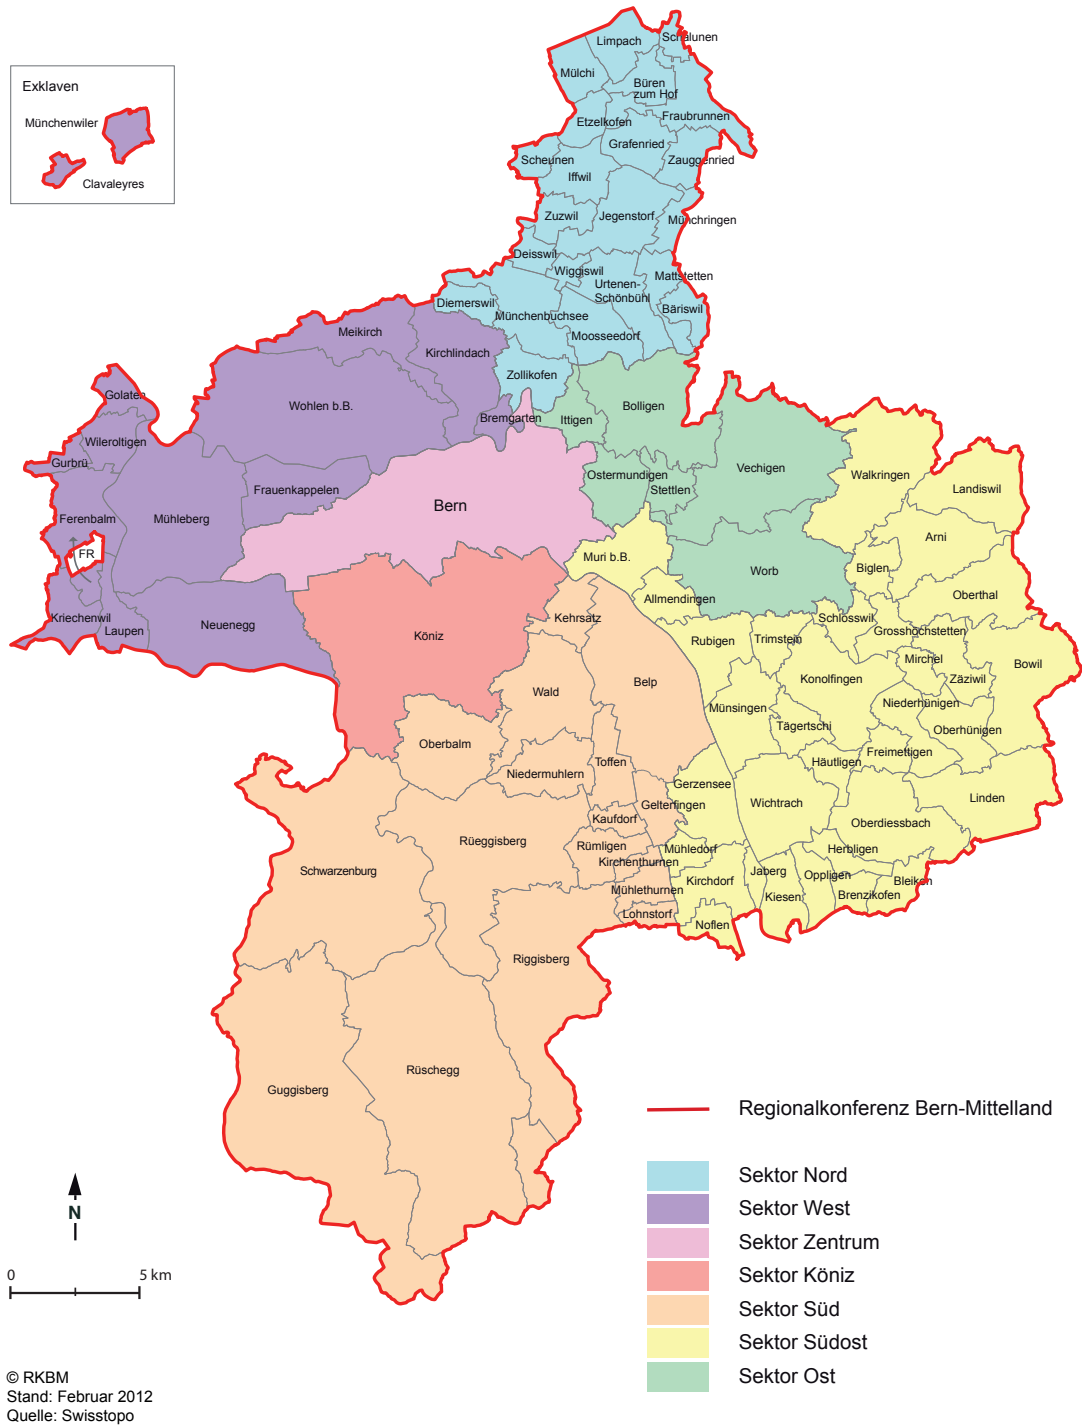 Exklaven
Münchenwiler
Clavaleyres
Limpach
Schalunen
Mülchi
Büren
zum Hof
Etzelkofen
Fraubrunnen
Grafenried
Scheunen
Zauggenried
Iffwil
Zuzwil
Jegenstorf
Münchringen
Deisswil
Wiggiswil
Mattstetten
Urtenen-
Schönbühl
Diemerswil
Bäriswil
Münchenbuchsee
Moosseedorf
Meikirch
Kirchlindach
Zollikofen
Golaten
Wohlen b.B.
Bremgarten
Ittigen
Bolligen
Wileroltigen
Gurbrü
Frauenkappelen
Ostermundigen
Stettlen
Vechigen
Walkringen
Landiswil
Ferenbalm
Mühleberg
Bern
FR
Muri b.B.
Worb
Arni
Biglen
Oberthal
Allmendingen
Kriechenwil
Laupen
Neuenegg
Köniz
Kehrsatz
Rubigen
Trimstein
Schlosswil
Grosshöchstetten
Mirchel
Bowil
Wald
Belp
Konolfingen
Zäziwil
Münsingen
Niederhünigen
Tägertschi
Oberhünigen
Oberbalm
Freimettigen
Häutligen
Toffen
Niedermuhlern
Gerzensee
Gelterfingen
Wichtrach
Linden
Kaufdorf
Oberdiessbach
Rüeggisberg
Rümligen
Mühledorf
Herbligen
Schwarzenburg
Kirchenthurnen
Jaberg
Oppligen
Kirchdorf
Bleiken
Mühlethurnen
Kiesen
Brenzikofen
Lohnstorf
Noflen
Riggisberg
Guggisberg
Rüschegg
Regionalkonferenz Bern-Mittelland
Sektor Nord
Sektor West
Sektor Zentrum
Sektor Köniz
Sektor Süd
Sektor Südost
Sektor Ost
N
0 5 km
© RKBM
Stand: Februar 2012
Quelle: Swisstopo